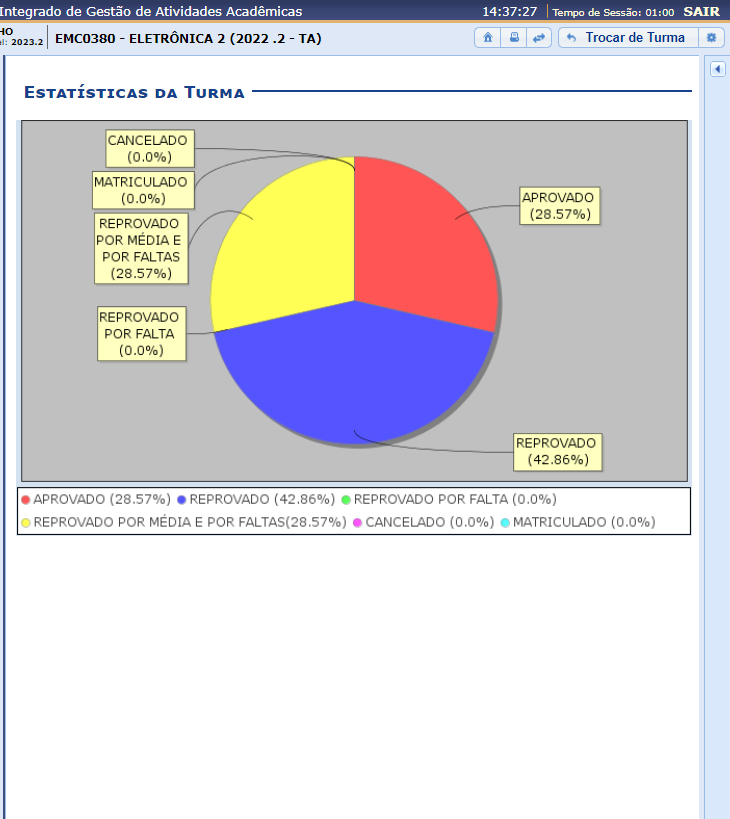 Integrado de Gestão de Atividades Acadêmicas 14:37:27 Tempo de Sessão: 01:00 SAIR
2023.2
EMC0380 - ELETRÔNICA 2 (2022 .2 - TA) Trocar de Turma
ESTATÍSTICAS DA TURMA
CANCELADO
(0.0%)
MATRICULADO
(0.0%)
REPROVADO
POR MÉDIA E
POR FALTAS
(28.57%)
REPROVADO
POR FALTA
(0.0%)
APROVADO
(28.57%)
REPROVADO
(42.86%)
APROVADO (28.57%) REPROVADO (42.86%) REPROVADO POR FALTA (0.0%)
REPROVADO POR MÉDIA E POR FALTAS(28.57%) CANCELADO (0.0%) MATRICULADO (0.0%)